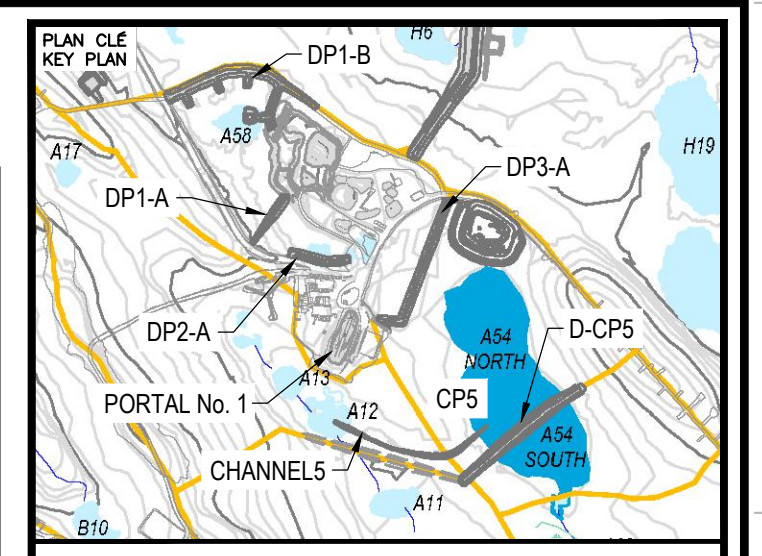 PLAN CLÉ
KEY PLAN
H6
DP1-B
A58
A17
H19
DP3-A
DP1-A
DP2-A
A54
NORTH
D-CP5
A13
PORTAL No. 1
CP5
A12
A54
SOUTH
CHANNEL5
A11
B10